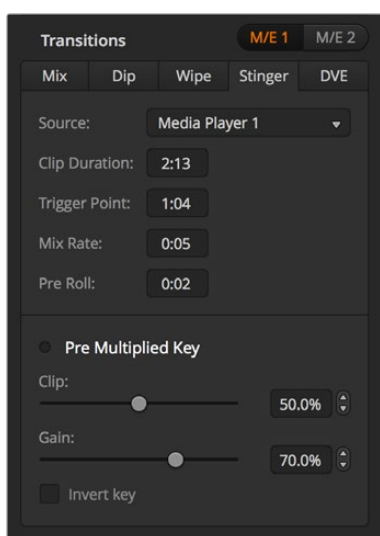 Transitions M/E 1 M/E 2
Mix Dip Wipe Stinger DVE
Source: Media Player 1
Clip Duration: 2:13
Trigger Point: 1:04
Mix Rate: 0:05
Pre Roll: 0:02
Pre Multiplied Key
Clip:
50.0%
Gain:
70.0%
Invert key